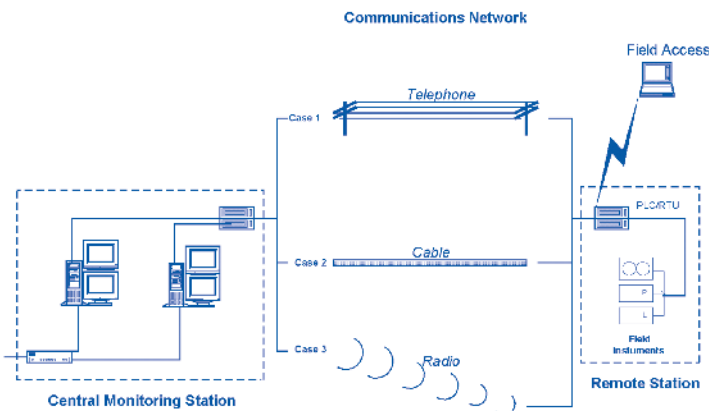 Communications Network
Field Access
Telephone
Case 1
PLC/RTU
Cable
Case 2
P
L
Field
Instuments
Case 3
Radio
Remote Station
Central Monitoring Station